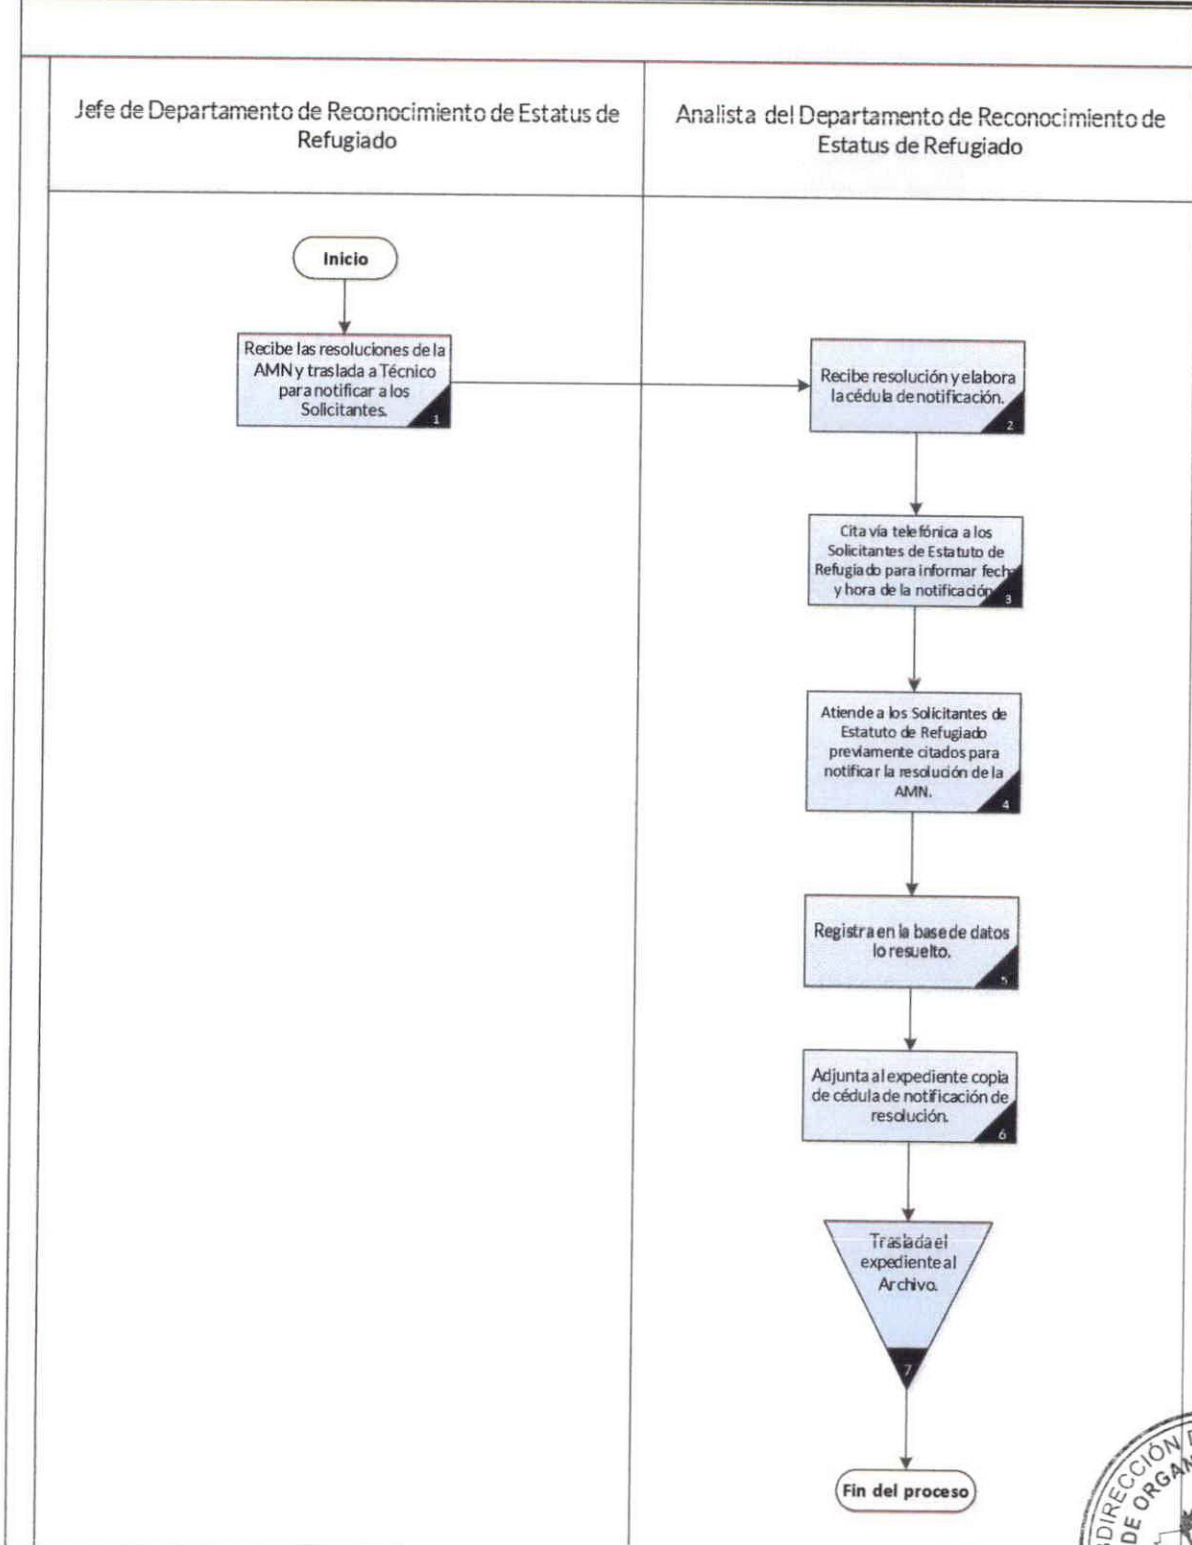 Jefe de Departamento de Reconocimiento de Estatus de
Refugiado
Analista del Departamento de Reconocimiento de
Estatus de Refugiado
Inicio
Recibe las resoluciones de la
AMN y traslada a Técnico
para notificar a los
Solicitantes.
1
Recibe resolución y elabora
la cédula de notificación.
2
Cita vía telefónica a los
Solicitantes de Estatuto de
Refugiado para informar fecha
y hora de la notificación
3
Atiende a los Solicitantes de
Estatuto de Refugiado
previamente citados para
notificar la resolución de la
AMN.
4
Registra en la base de datos
lo resuelto.
5
Adjunta al expediente copia
de cédula de notificación de
resolución.
6
Traslada el
expediente al
Archivo.
7
Fin del proceso
DE